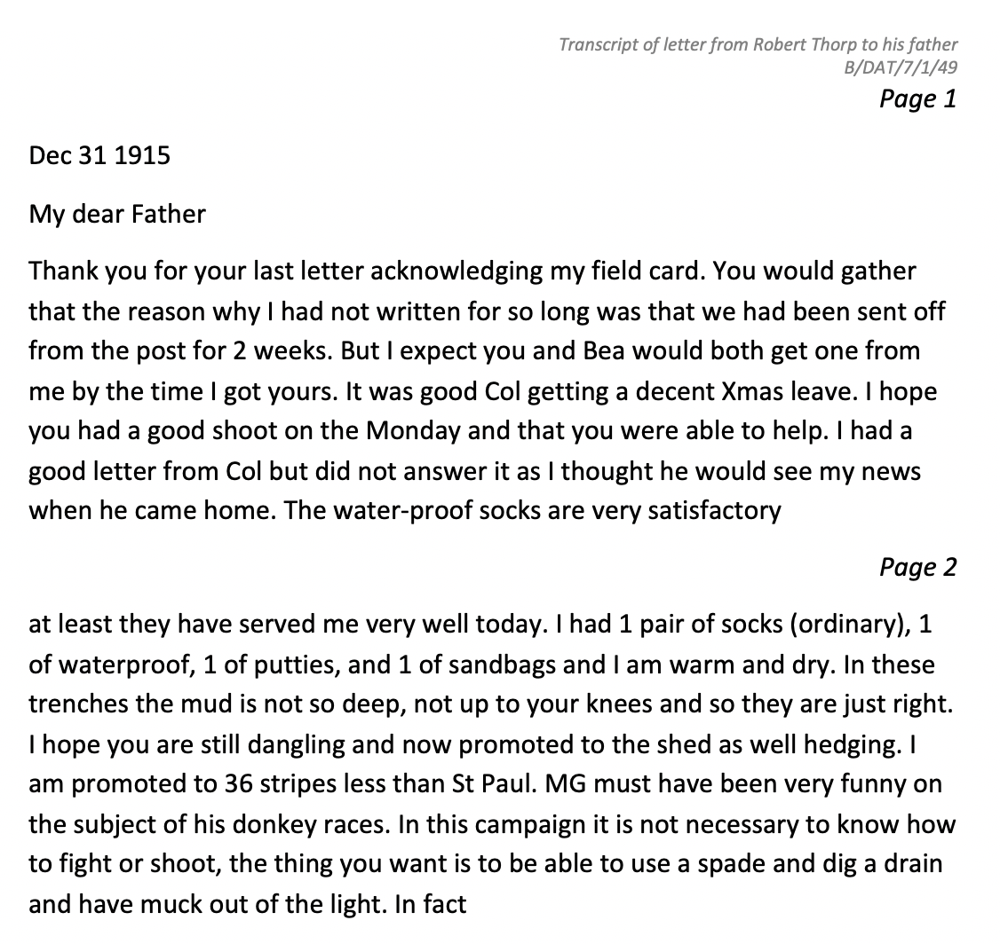 Transcript of letter from Robert Thorp to his father
B/DAT/7/1/49
Page 1
Dec 31 1915
My dear Father
Thank you for your last letter acknowledging my field card. You would gather
that the reason why I had not written for so long was that we had been sent off
from the post for 2 weeks. But I expect you and Bea would both get one from
me by the time I got yours. It was good Col getting a decent Xmas leave. I hope
you had a good shoot on the Monday and that you were able to help. I had a
good letter from Col but did not answer it as I thought he would see my news
when he came home. The water-proof socks are very satisfactory
Page 2
at least they have served me very well today. I had 1 pair of socks (ordinary), 1
of waterproof, 1 of putties, and 1 of sandbags and I am warm and dry. In these
trenches the mud is not so deep, not up to your knees and so they are just right.
I hope you are still dangling and now promoted to the shed as well hedging. I
am promoted to 36 stripes less than St Paul. MG must have been very funny on
the subject of his donkey races. In this campaign it is not necessary to know how
to fight or shoot, the thing you want is to be able to use a spade and dig a drain
and have muck out of the light. In fact